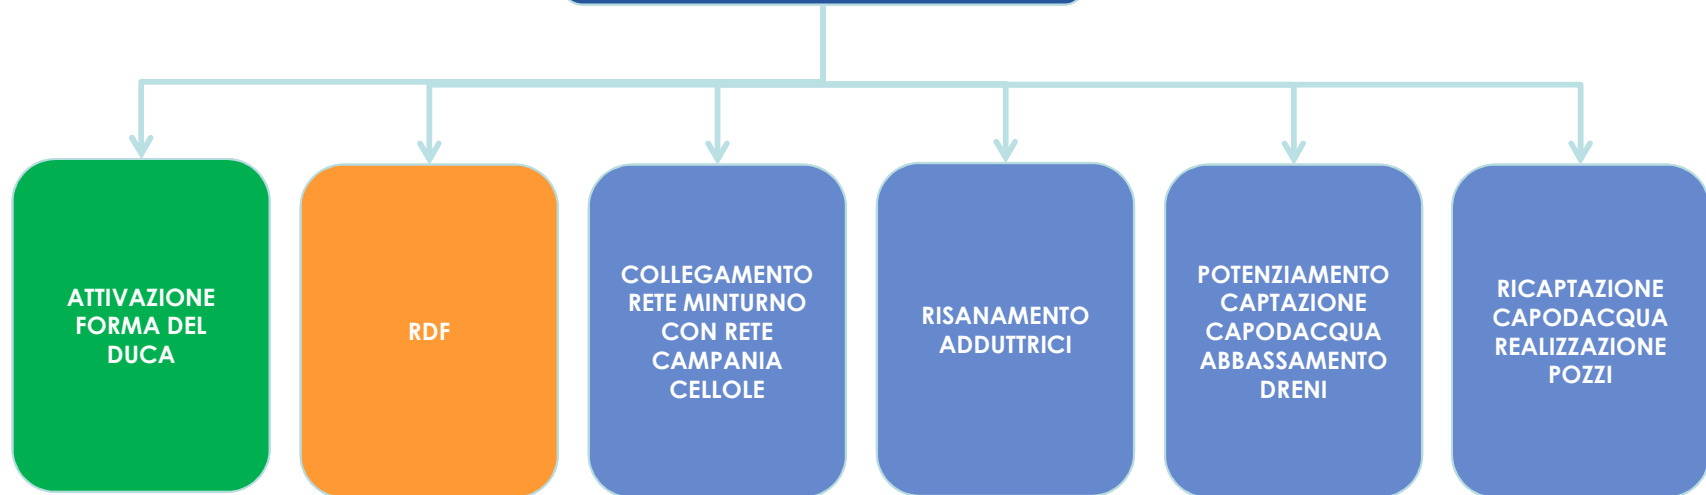 ATTIVAZIONE
FORMA DEL
DUCA
RDF
COLLEGAMENTO
RETE MINTURNO
CON RETE
CAMPANIA
CELLOLE
RISANAMENTO
ADDUTTRICI
POTENZIAMENTO
CAPTAZIONE
CAPODACQUA
ABBASSAMENTO
DRENI
RICAPTAZIONE
CAPODACQUA
REALIZZAZIONE
POZZI